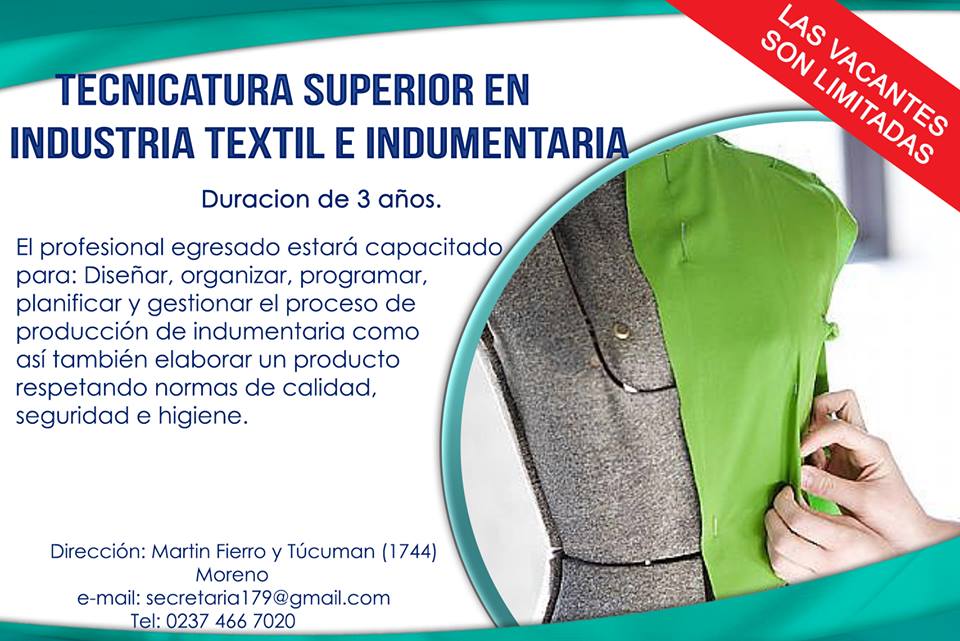 LAS VACANTES
SON LIMITADAS
TECNICATURA SUPERIOR EN
INDUSTRIA TEXTIL E INDUMENTARIA
Duracion de 3 años.
El profesional egresado estará capacitado
para: Diseñar, organizar, programar,
planificar y gestionar el proceso de
producción de indumentaria como
así también elaborar un producto
respetando normas de calidad,
seguridad e higiene.
Dirección: Martin Fierro y Túcuman (1744)
Moreno
e-mail: secretaria179@gmail.com
Tel: 0237 466 7020